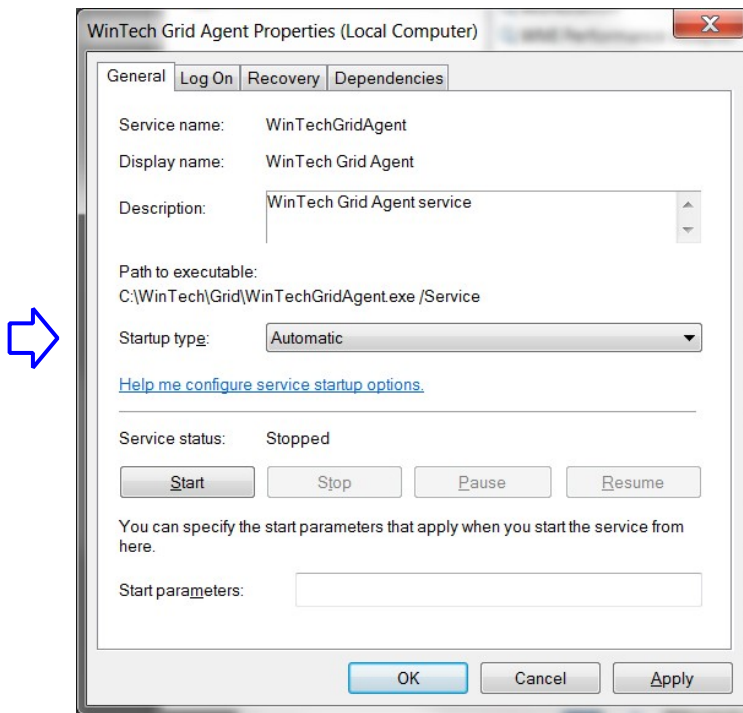 WinTech Grid Agent Properties (Local Computer)
General Log On Recovery Dependencies
Service name: WinTechGridAgent
Display name: WinTech Grid Agent
Description: WinTech Grid Agent service
Path to executable:
C:\WinTech\Grid\WinTechGridAgent.exe /Service
Startup type: Automatic
Help me configure service startup options.
Service status: Stopped
Start Stop Pause Resume
You can specify the start parameters that apply when you start the service from
here.
Start parameters:
OK Cancel Apply